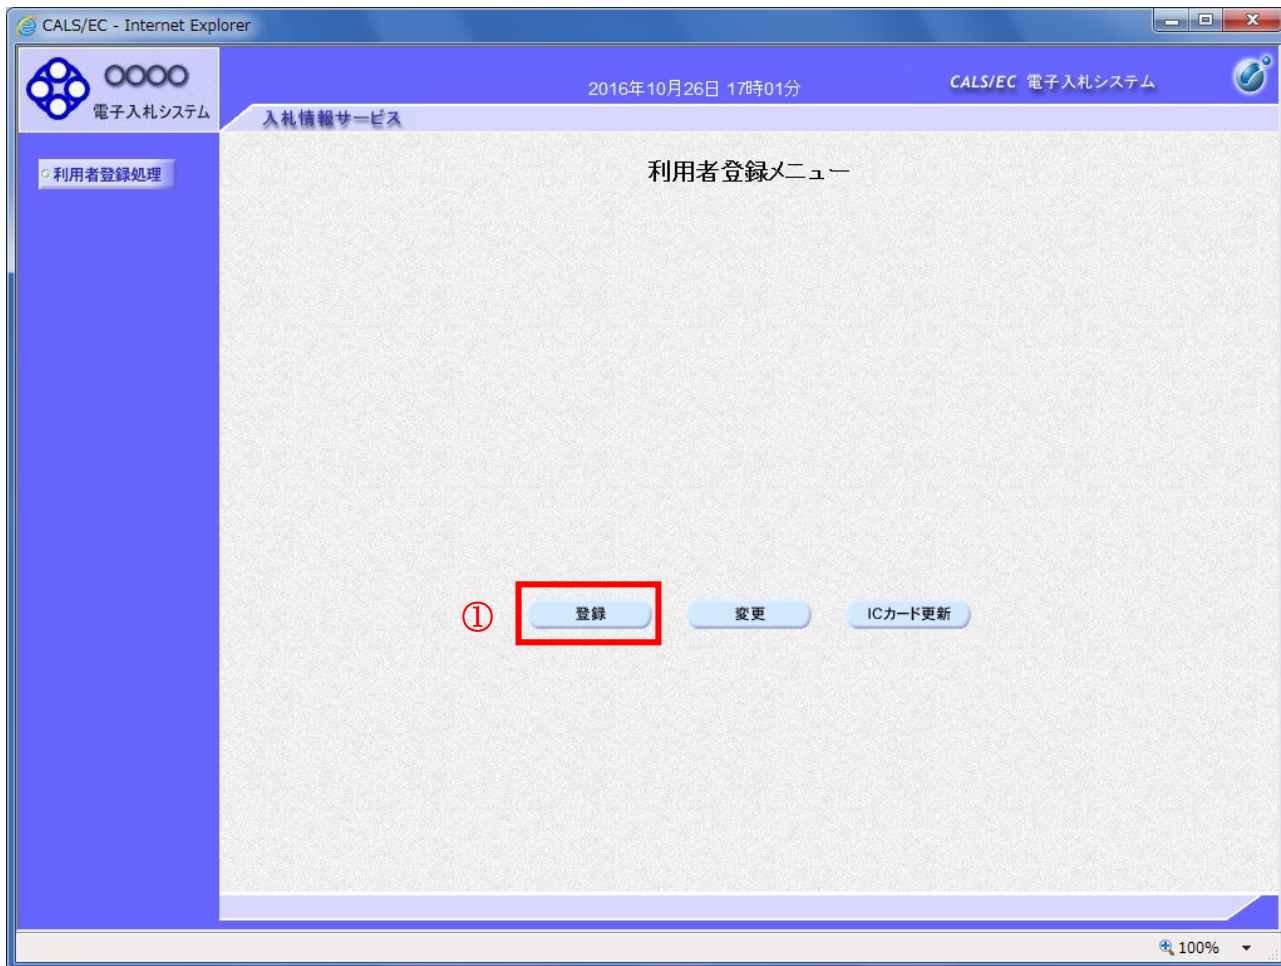 CALS/EC - Internet Explorer
○○○○
電子入札システム
2016年10月26日 17時01分
CALS/EC 電子入札システム
入札情報サービス
利用者登録処理
利用者登録メニュー
①
登録
変更
ICカード更新
100%